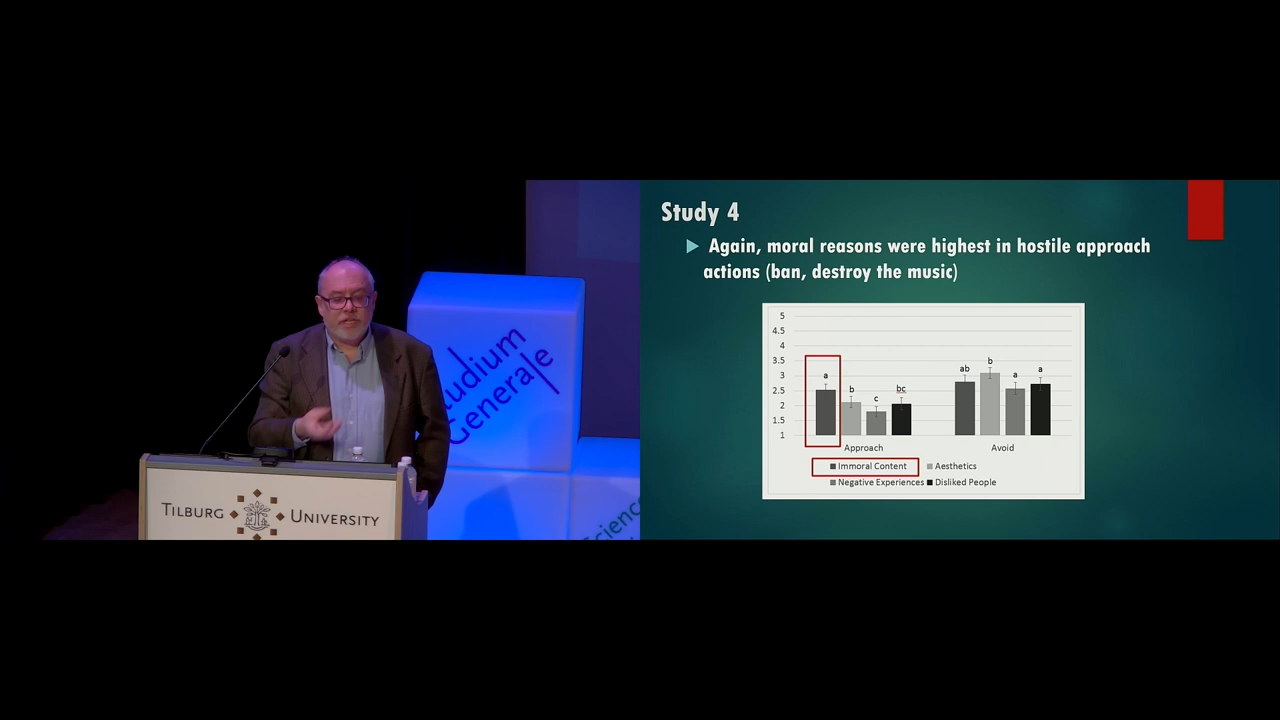 Study 4
Again, moral reasons were highest in hostile approach
actions (ban, destroy the music)
5
4.5
4
3.5
3
2.5
2
1.5
1
a
b
c
bc
ab
b
a
a
Approach
Avoid
Immoral Content
Aesthetics
Negative Experiences
Disliked People
Generale
TILBURG UNIVERSITY